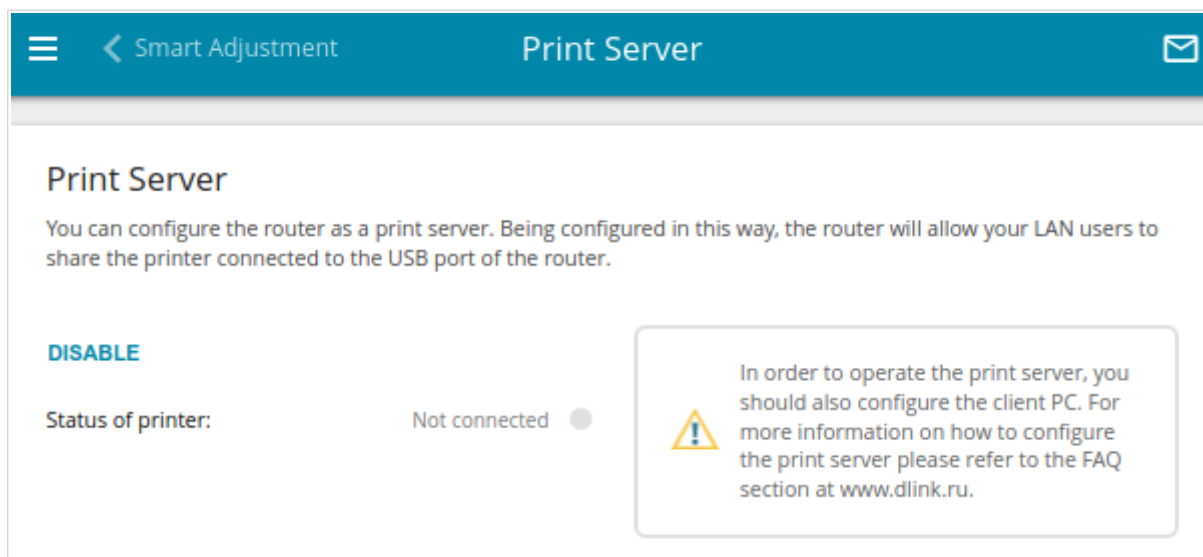 Smart Adjustment
Print Server
Print Server
You can configure the router as a print server. Being configured in this way, the router will allow your LAN users to
share the printer connected to the USB port of the router.
DISABLE
Status of printer:
Not connected
In order to operate the print server, you
should also configure the client PC. For
more information on how to configure
the print server please refer to the FAQ
section at www.dlink.ru.